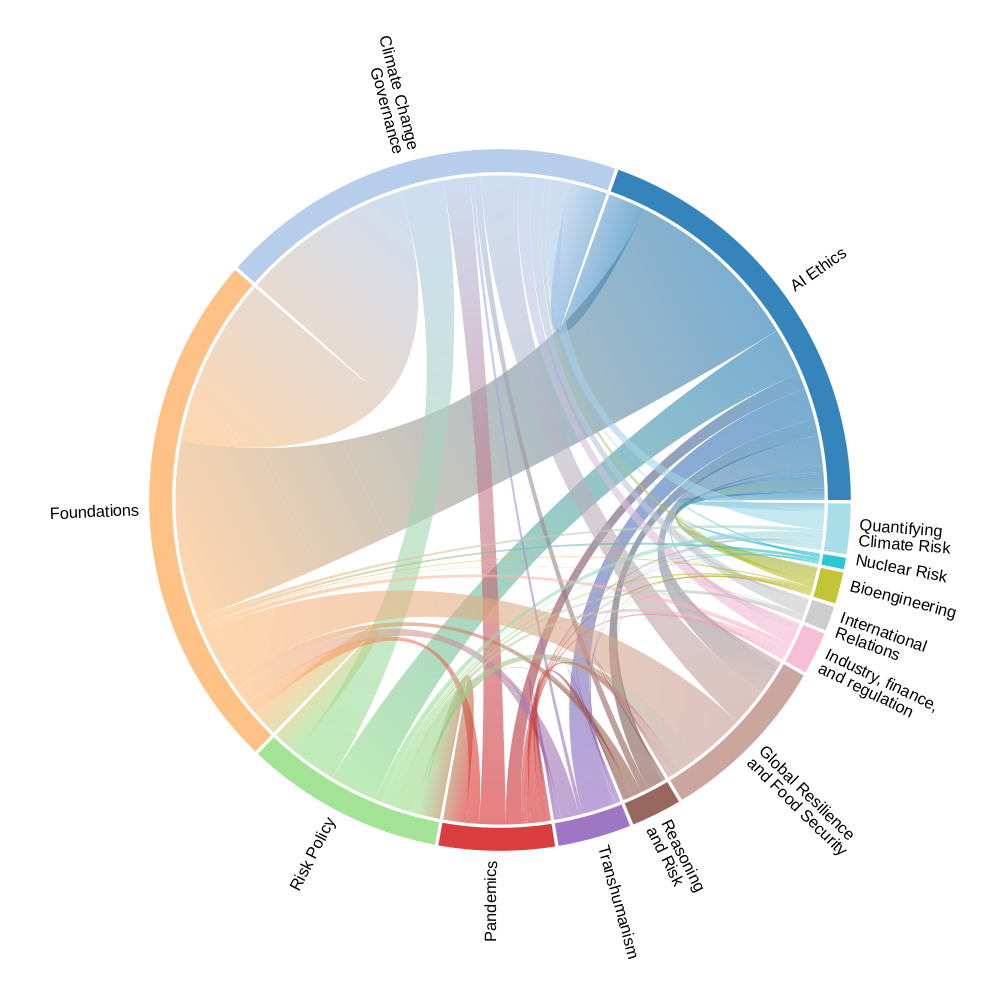 Climate Change
Governance
AI Ethics
Foundations
Quantifying
Climate Risk
Nuclear Risk
Bioengineering
International
Relations
Industry, finance,
and regulation
Global Resilience
and Food Security
Reasoning
and Risk
Transhumanism
Pandemics
Risk Policy